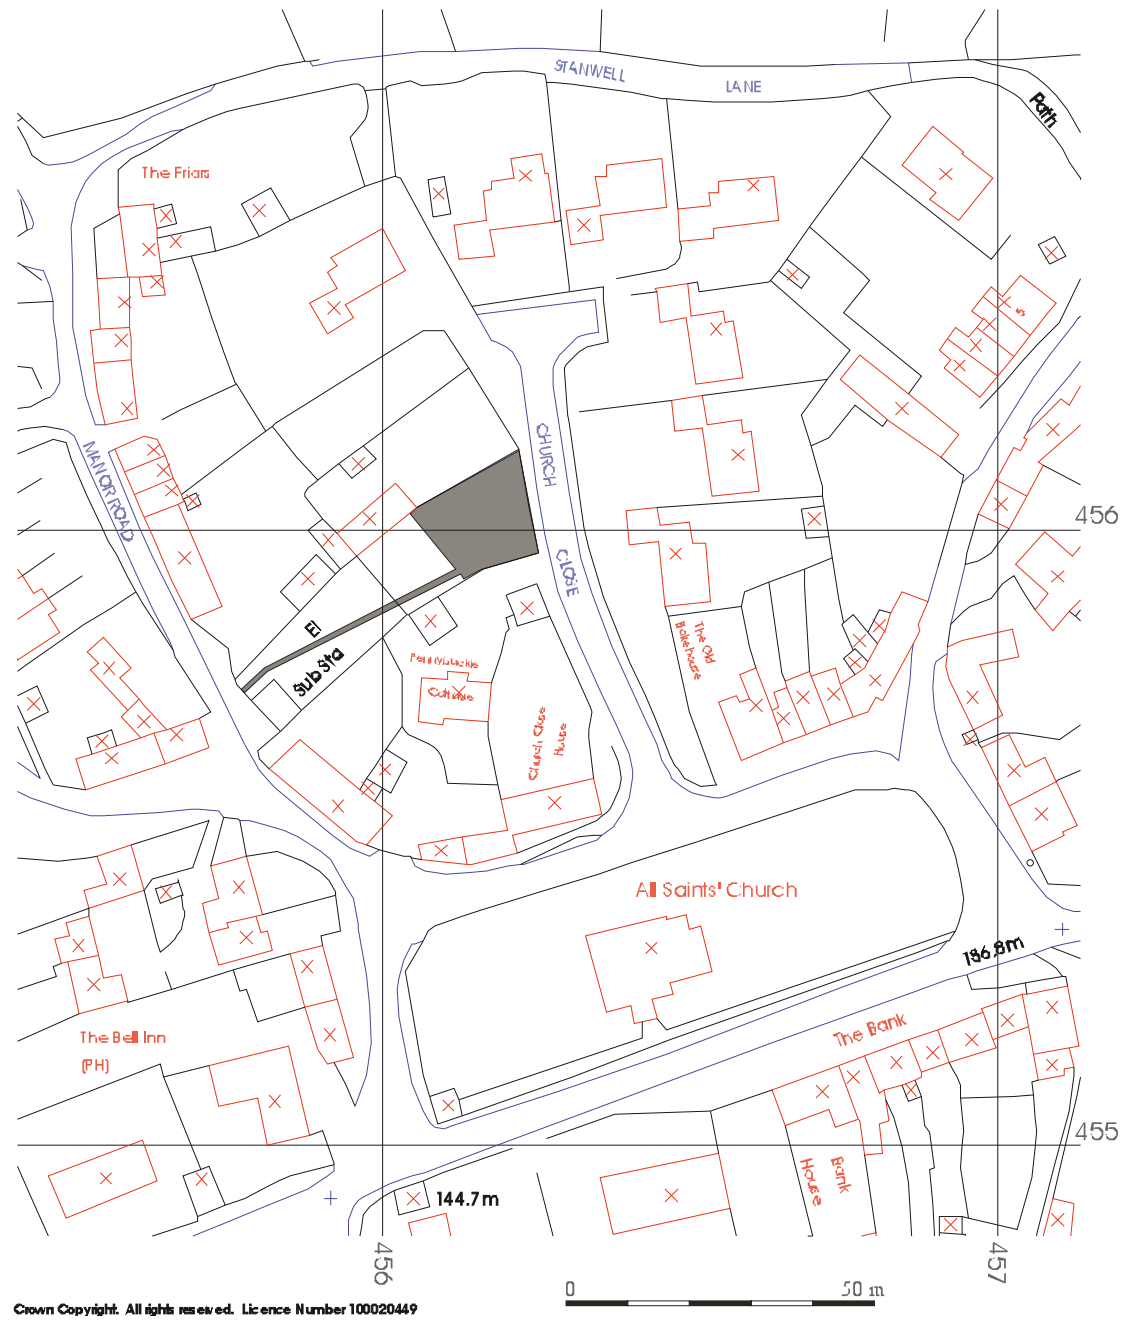 STANWELL
LANE
Path
The Friars
5
CHURCH
MANOR ROAD
456
CLOSE
El
Sub Sta
The Old
Bakehouse
Cottage
Church Close
House
All Saints' Church
186.8m
The Bank
The Bell Inn
(PH)
455
Bank
House
144.7m
456
457
0
50 m
Crown Copyright. All rights reserved. Licence Number 100020449